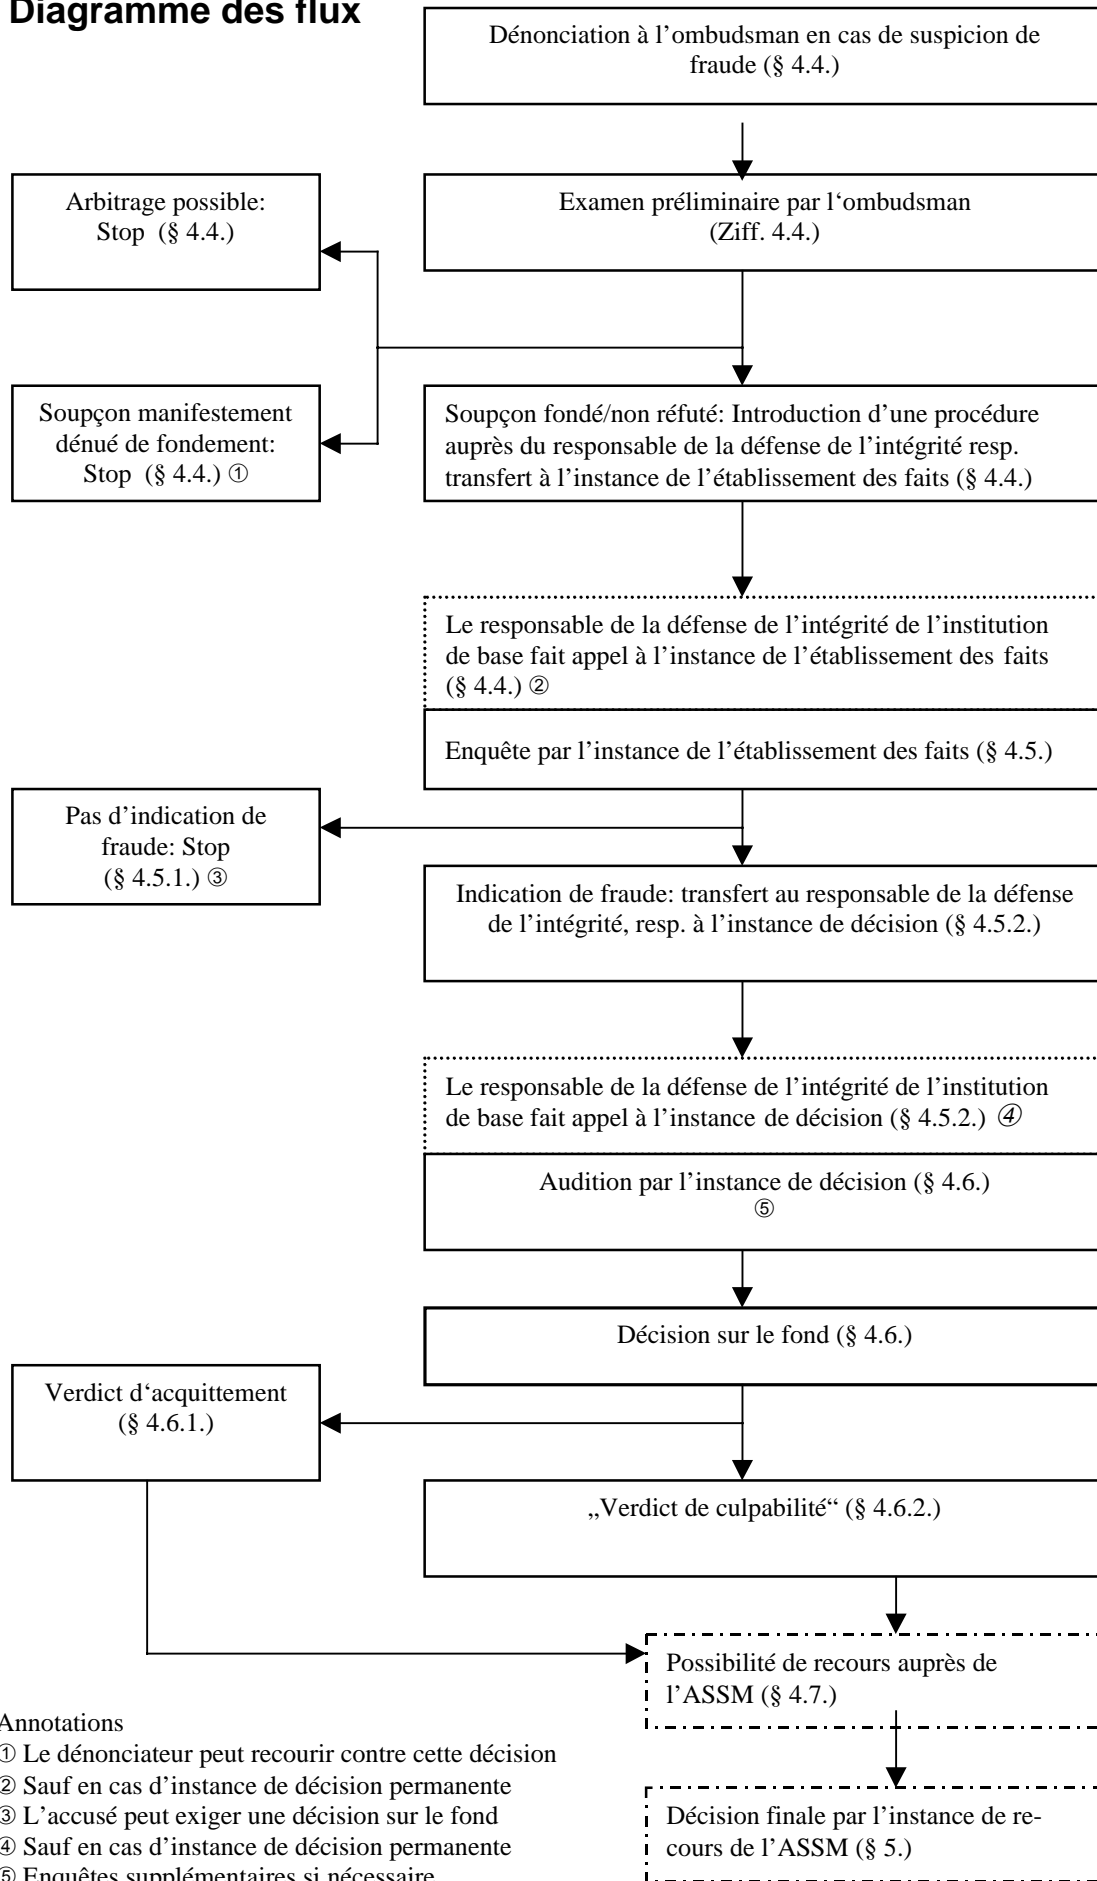 Diagramme des flux
Dénonciation à l’ombudsman en cas de suspicion de
fraude (§ 4.4.)
Arbitrage possible:
Stop (§ 4.4.)
Examen préliminaire par l‘ombudsman
(Ziff. 4.4.)
Soupçon manifestement
dénué de fondement:
Stop (§ 4.4.) ①
Soupçon fondé/non réfuté: Introduction d’une procédure
auprès du responsable de la défense de l’intégrité resp.
transfert à l’instance de l’établissement des faits (§ 4.4.)
Le responsable de la défense de l’intégrité de l’institution
de base fait appel à l’instance de l’établissement des faits
(§ 4.4.) ②
Enquête par l’instance de l’établissement des faits (§ 4.5.)
Pas d’indication de
fraude: Stop
(§ 4.5.1.) ③
Indication de fraude: transfert au responsable de la défense
de l’intégrité, resp. à l’instance de décision (§ 4.5.2.)
Le responsable de la défense de l’intégrité de l’institution
de base fait appel à l’instance de décision (§ 4.5.2.) ④
Audition par l’instance de décision (§ 4.6.)
⑤
Décision sur le fond (§ 4.6.)
Verdict d‘acquittement
(§ 4.6.1.)
„Verdict de culpabilité“ (§ 4.6.2.)
Possibilité de recours auprès de
l’ASSM (§ 4.7.)
Annotations
① Le dénonciateur peut recourir contre cette décision
② Sauf en cas d’instance de décision permanente
③ L’accusé peut exiger une décision sur le fond
④ Sauf en cas d’instance de décision permanente
⑤ Enquêtes supplémentaires si nécessaire
Décision finale par l’instance de re-
cours de l’ASSM (§ 5.)